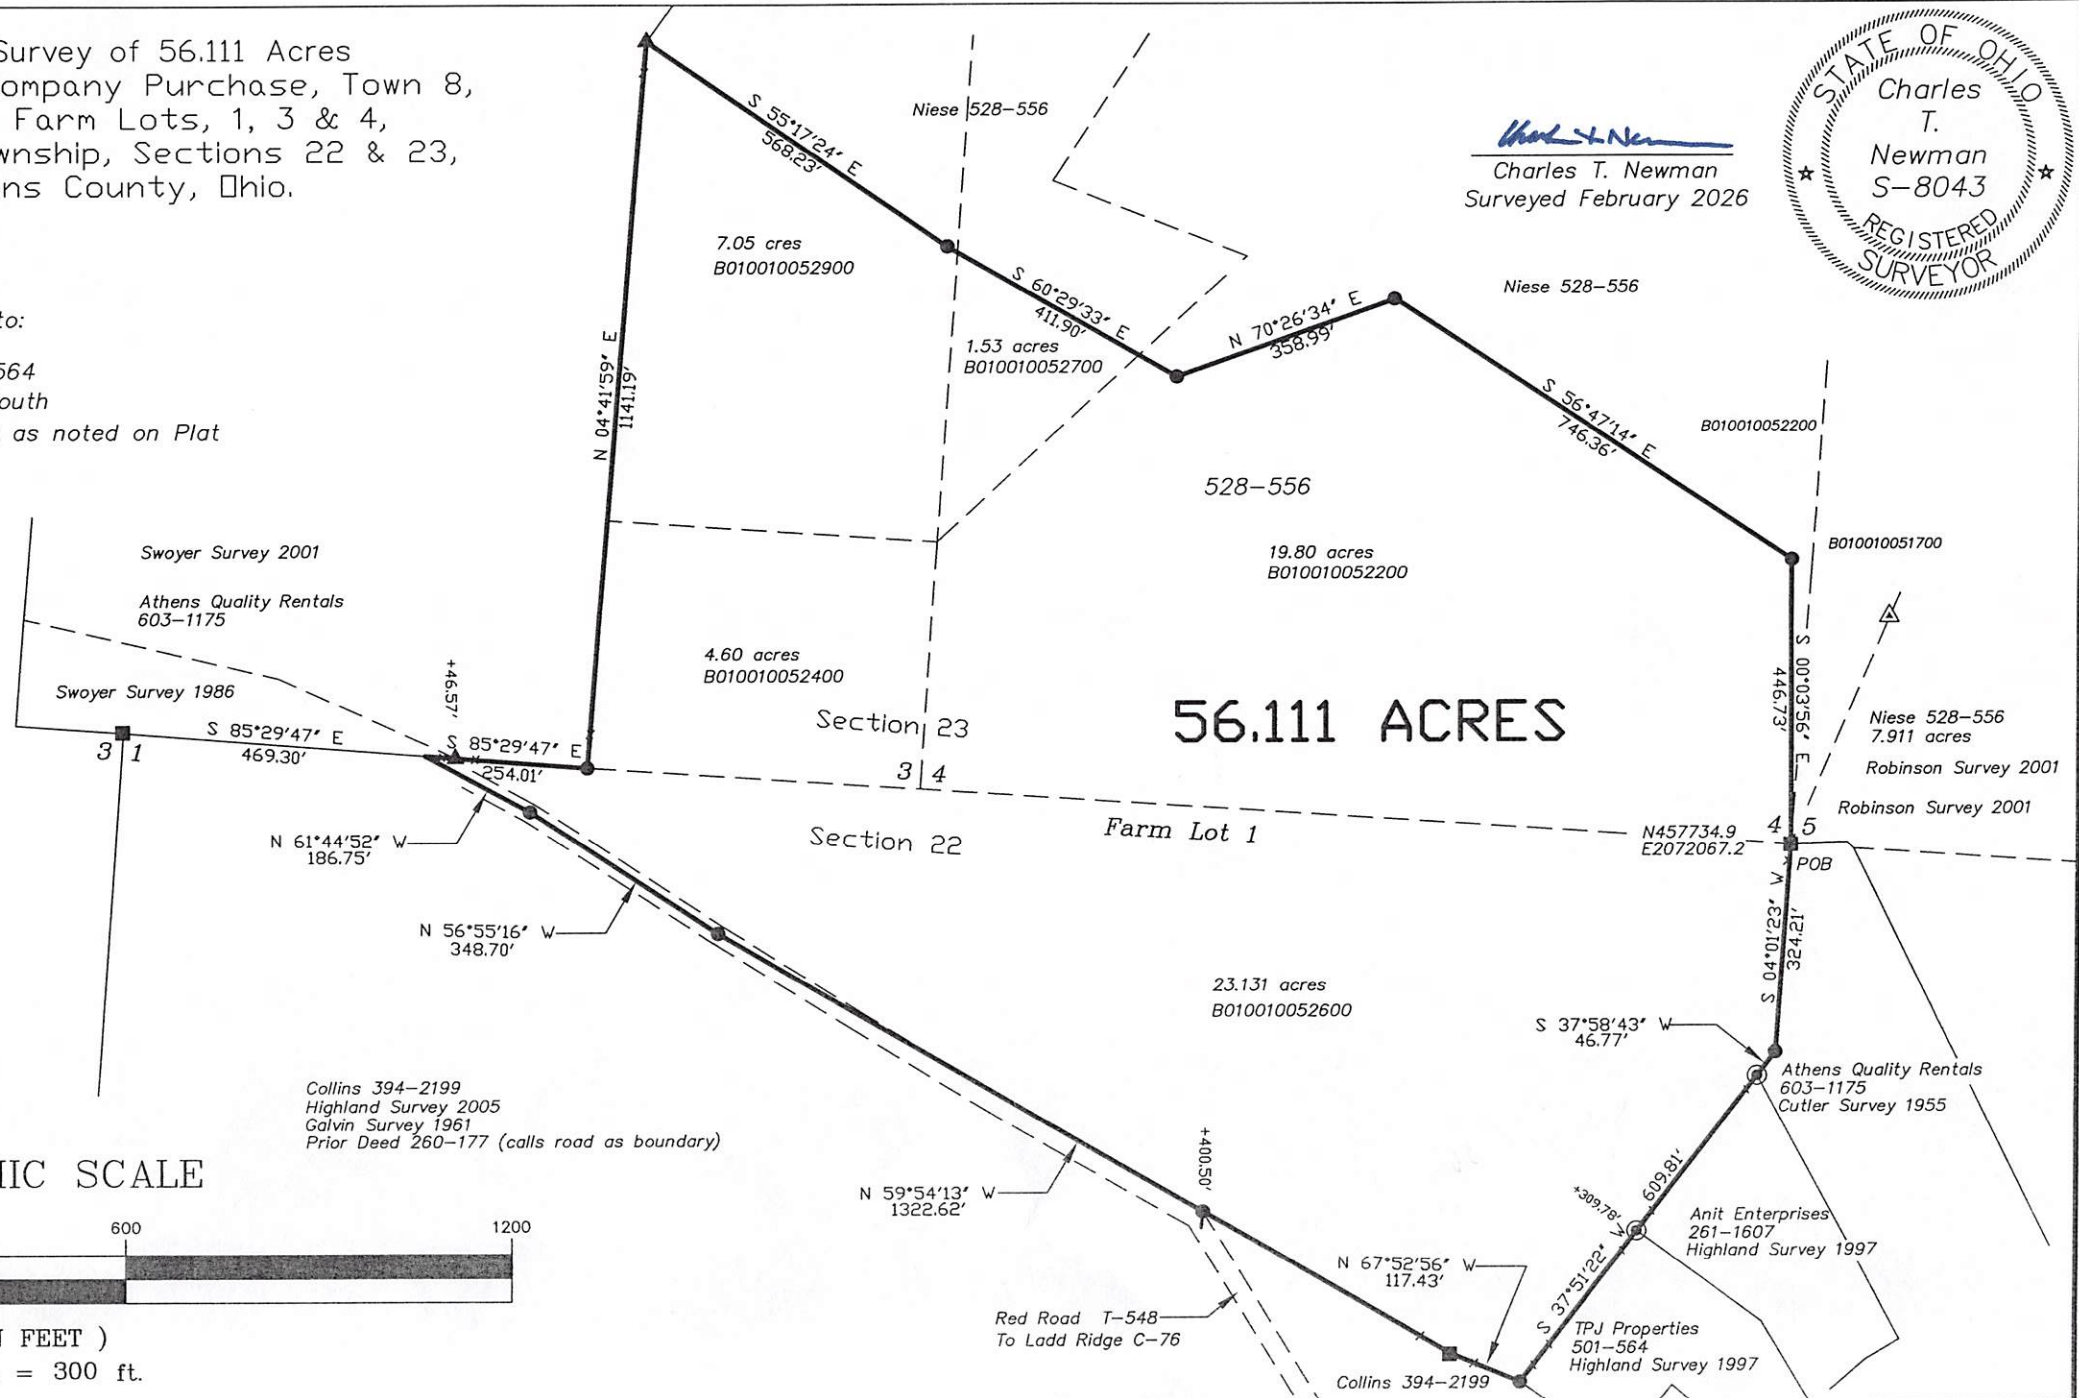 Survey of 56.111 Acres
ompany Purchase, Town 8,
Farm Lots, 1, 3 & 4,
wnship, Sections 22 & 23,
ns County, Ohio.
to:
564
outh
as noted on Plat
Charles T. Newman
Surveyed February 2026
STATE OF OHIO
Charles
T.
Newman
S-8043
REGISTERED
SURVEYOR
Niese 528-556
S 55°17'24" E
568.23'
7.05 cres
B010010052900
S 60°29'33" E
411.90'
1.53 acres
B010010052700
N 70°26'34" E
358.99'
Niese 528-556
S 56°47'14" E
746.36'
B010010052200
N 04°41'59" E
1141.19'
528-556
19.80 acres
B010010052200
B010010051700
Swoyer Survey 2001
Athens Quality Rentals
603-1175
Swoyer Survey 1986
+46.57'
4.60 acres
B010010052400
56.111 ACRES
S 00°03'56" E
446.73'
Niese 528-556
7.911 acres
Robinson Survey 2001
Robinson Survey 2001
3 1
S 85°29'47" E
469.30'
S 85°29'47" E
254.01'
Section 23
3 4
Section 22
Farm Lot 1
N457734.9
E2072067.2
4 5
POB
N 61°44'52" W
186.75'
N 56°55'16" W
348.70'
S 04°01'23" W
324.21'
23.131 acres
B010010052600
S 37°58'43" W
46.77'
Athens Quality Rentals
603-1175
Cutler Survey 1955
Collins 394-2199
Highland Survey 2005
Galvin Survey 1961
Prior Deed 260-177 (calls road as boundary)
+400.50'
N 59°54'13" W
1322.62'
609.81'
+309.78'
S 37°51'22" W
Anit Enterprises
261-1607
Highland Survey 1997
N 67°52'56" W
117.43'
Red Road T-548
To Ladd Ridge C-76
TPJ Properties
501-564
Highland Survey 1997
Collins 394-2199
HIC SCALE
600
1200
N FEET )
= 300 ft.